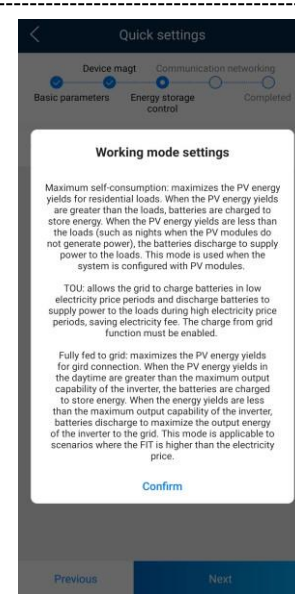 Quick settings
Device magt Communication networking
Basic parameters Energy storage Completed
control
Working mode settings
Maximum self-consumption: maximizes the PV energy
yields for residential loads. When the PV energy yields
are greater than the loads, batteries are charged to
store energy. When the PV energy yields are less than
the loads (such as nights when the PV modules do
not generate power), the batteries discharge to supply
power to the loads. This mode is used when the
system is configured with PV modules.
TOU: allows the grid to charge batteries in low
electricity price periods and discharge batteries to
supply power to the loads during high electricity price
periods, saving electricity fee. The charge from grid
function must be enabled.
Fully fed to grid: maximizes the PV energy yields
for gird connection. When the PV energy yields in
the daytime are greater than the maximum output
capability of the inverter, the batteries are charged
to store energy. When the energy yields are less
than the maximum output capability of the inverter,
batteries discharge to maximize the output energy
of the inverter to the grid. This mode is applicable to
scenarios where the FIT is higher than the electricity
price.
Confirm
Previous Next